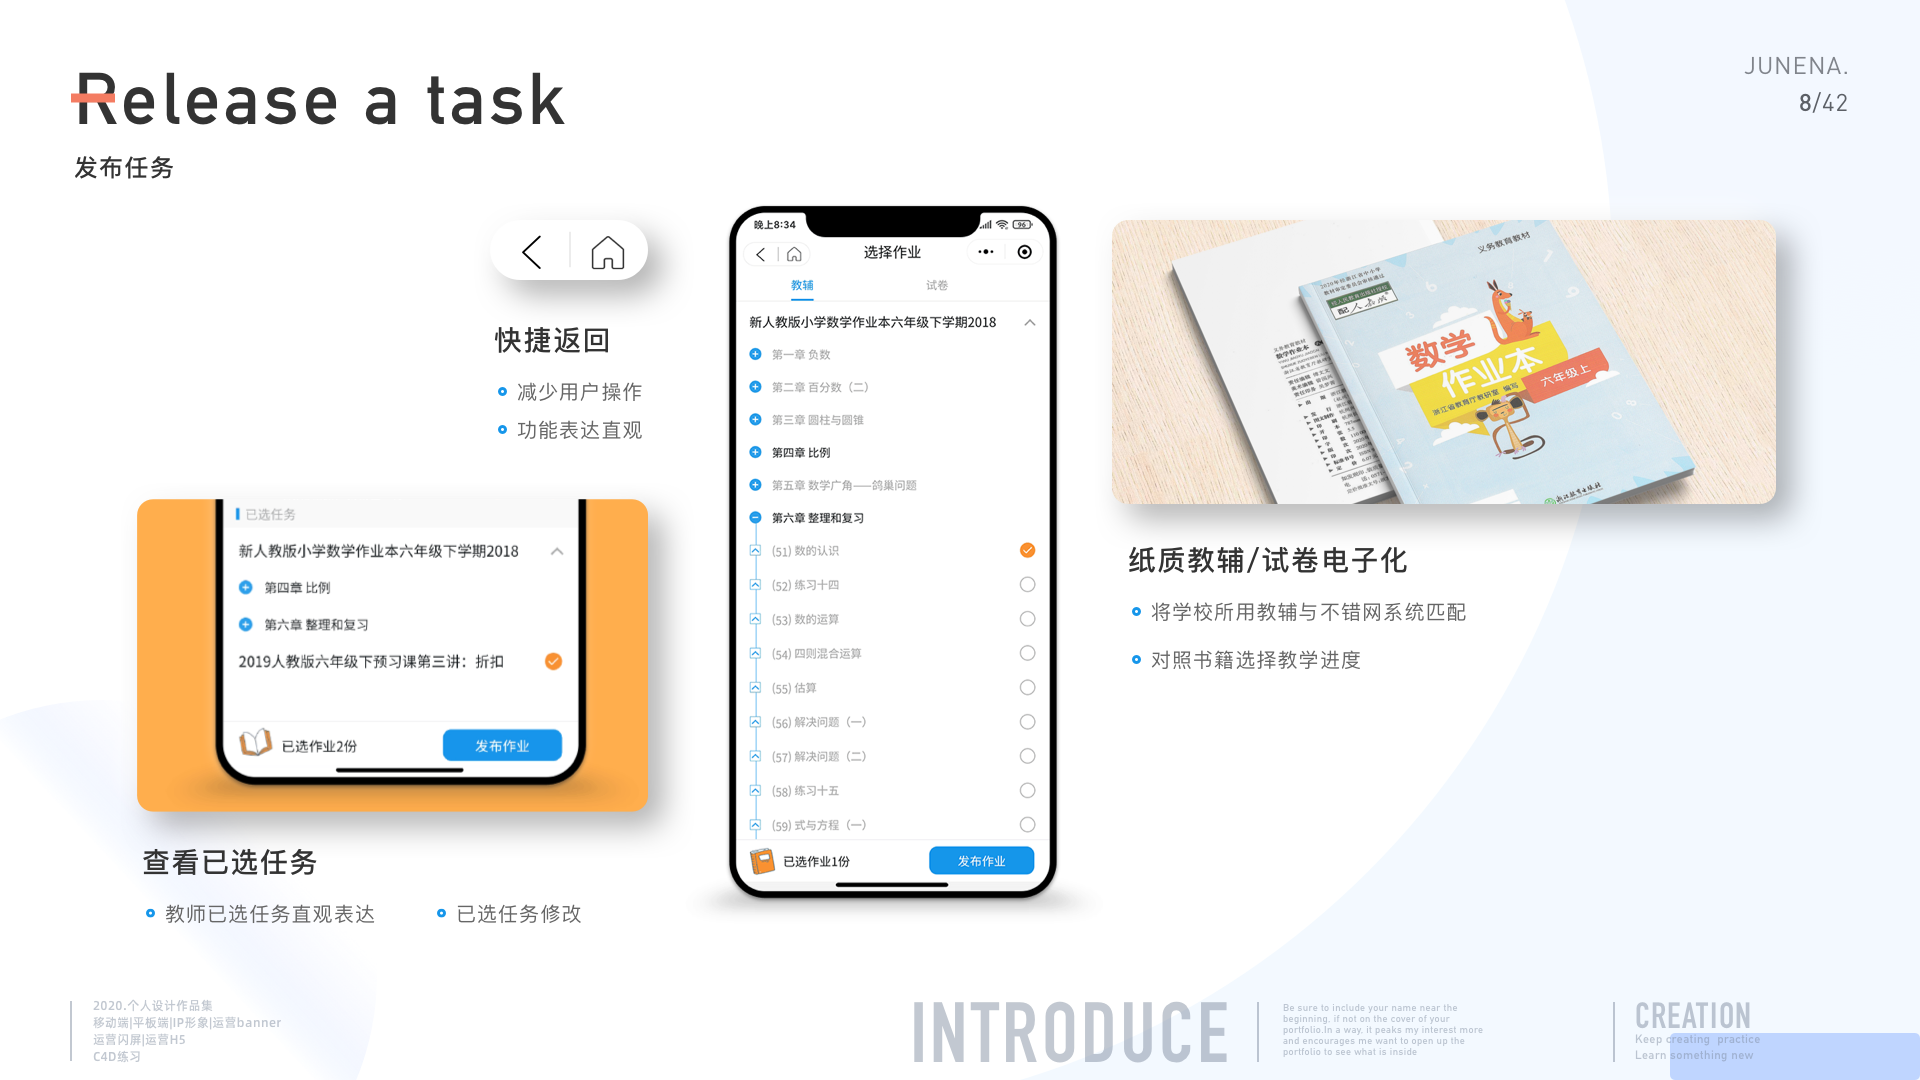 Release a task
发布任务
JUNENA.
8/42
快捷返回
减少用户操作
功能表达直观
已选任务
新人教版小学数学作业本六年级下学期2018
第四章 比例
第六章 整理和复习
2019人教版六年级下预习课第三讲：折扣
已选作业2份
发布作业
查看已选任务
教师已选任务直观表达
已选任务修改
晚上8:34
96
选择作业
教辅
试卷
新人教版小学数学作业本六年级下学期2018
第一章 负数
第二章 百分数（二）
第三章 圆柱与圆锥
第四章 比例
第五章 数学广角——鸽巢问题
第六章 整理和复习
(51) 数的认识
(52) 练习十四
(53) 数的运算
(54) 四则混合运算
(55) 估算
(56) 解决问题（一）
(57) 解决问题（二）
(58) 练习十五
(59) 式与方程（一）
已选作业1份
发布作业
义务教育教材
配人教版
数学
作业本
六年级上
浙江省教育厅教研室 编写
浙江教育出版社
纸质教辅/试卷电子化
将学校所用教辅与不错网系统匹配
对照书籍选择教学进度
2020.个人设计作品集
移动端|平板端|IP形象|运营banner
运营闪屏|运营H5
C4D练习
INTRODUCE
Be sure to include your name near the
beginning. if not on the cover of your
portfolio.In a way. it peaks my interest more
and encourages me want to open up the
portfolio to see what is inside
CREATION
Keep creating practice
Learn something new